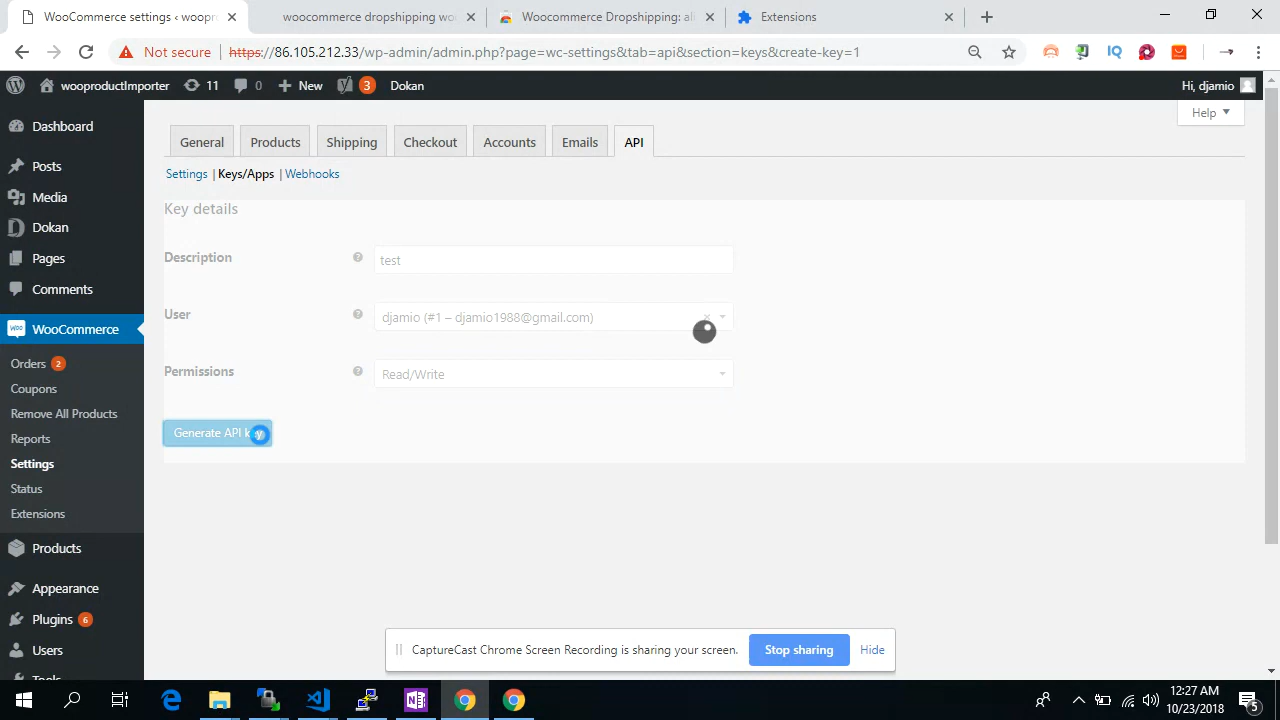 WooCommerce settings ‹ woopr
woocommerce dropshipping wo
Woocommerce Dropshipping: ali
Extensions
Not secure
https://86.105.212.33/wp-admin/admin.php?page=wc-settings&tab=api&section=keys&create-key=1
wooproductImporter
11
0
New
3
Dokan
Hi, djamio
Help
Dashboard
Posts
Media
Dokan
Pages
Comments
WooCommerce
Orders 2
Coupons
Remove All Products
Reports
Settings
Status
Extensions
Products
Appearance
Plugins 6
Users
Tools
General
Products
Shipping
Checkout
Accounts
Emails
API
Settings | Keys/Apps | Webhooks
Key details
Description
test
User
djamio (#1 – djamio1988@gmail.com)
Permissions
Read/Write
Generate API key
CaptureCast Chrome Screen Recording is sharing your screen.
Stop sharing
Hide
12:27 AM
10/23/2018
5